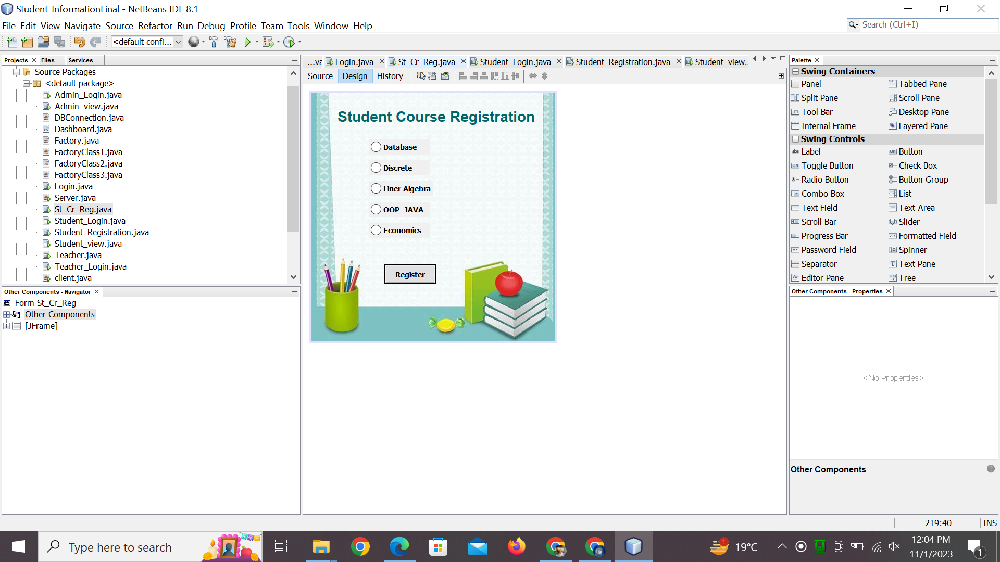 Student_InformationFinal - NetBeans IDE 8.1
File Edit View Navigate Source Refactor Run Debug Profile Team Tools Window Help
Search (Ctrl+I)
<default confi...
Projects
Files
Services
Source Packages
<default package>
Admin_Login.java
Admin_view.java
DBConnection.java
Dashboard.java
Factory.java
FactoryClass1.java
FactoryClass2.java
FactoryClass3.java
Login.java
Server.java
St_Cr_Reg.java
Student_Login.java
Student_Registration.java
Student_view.java
Teacher.java
Teacher_Login.java
client.java
Other Components - Navigator
Form St_Cr_Reg
Other Components
[JFrame]
...va Login.java St_Cr_Reg.java Student_Login.java Student_Registration.java Student_view...
Source Design History
Student Course Registration
Database
Discrete
Liner Algebra
OOP_JAVA
Economics
Register
Palette
Swing Containers
Panel Tabbed Pane
Split Pane Scroll Pane
Tool Bar Desktop Pane
Internal Frame Layered Pane
Swing Controls
label Label OK Button
ON Toggle Button Check Box
Radio Button Button Group
Combo Box List
Text Field Text Area
Scroll Bar Slider
Progress Bar Formatted Field
Password Field Spinner
Separator Text Pane
Editor Pane Tree
Other Components - Properties
<No Properties>
Other Components
219:40 INS
Type here to search
1
19°C
H
12:04 PM
11/1/2023
1